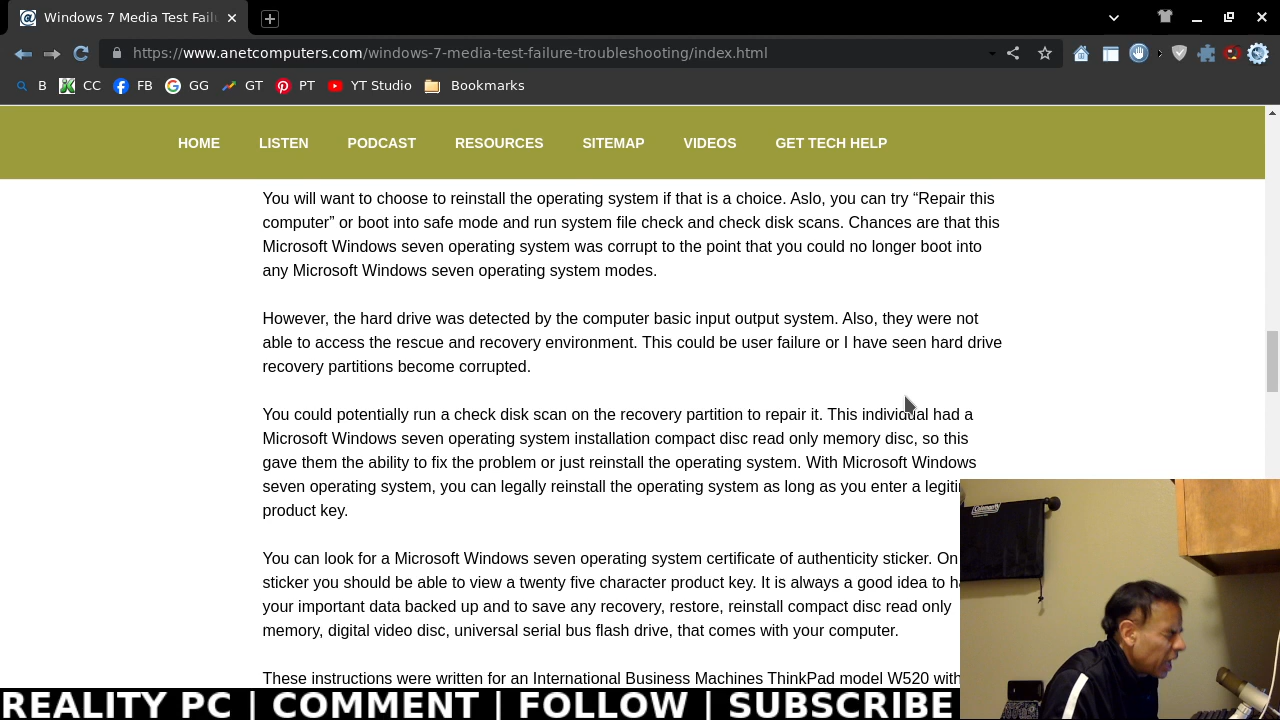 Windows 7 Media Test Fail
https://www.anetcomputers.com/windows-7-media-test-failure-troubleshooting/index.html
B CC FB GG GT PT YT Studio Bookmarks
HOME LISTEN PODCAST RESOURCES SITEMAP VIDEOS GET TECH HELP
You will want to choose to reinstall the operating system if that is a choice. Aslo, you can try “Repair this
computer” or boot into safe mode and run system file check and check disk scans. Chances are that this
Microsoft Windows seven operating system was corrupt to the point that you could no longer boot into
any Microsoft Windows seven operating system modes.
However, the hard drive was detected by the computer basic input output system. Also, they were not
able to access the rescue and recovery environment. This could be user failure or I have seen hard drive
recovery partitions become corrupted.
You could potentially run a check disk scan on the recovery partition to repair it. This individual had a
Microsoft Windows seven operating system installation compact disc read only memory disc, so this
gave them the ability to fix the problem or just reinstall the operating system. With Microsoft Windows
seven operating system, you can legally reinstall the operating system as long as you enter a
product key.
You can look for a Microsoft Windows seven operating system certificate of authenticity sticker. On
sticker you should be able to view a twenty five character product key. It is always a good idea to
your important data backed up and to save any recovery, restore, reinstall compact disc read only
memory, digital video disc, universal serial bus flash drive, that comes with your computer.
These instructions were written for an International Business Machines ThinkPad model W520 with
Coleman
REALITY PC | COMMENT | FOLLOW | SUBSCRIBE